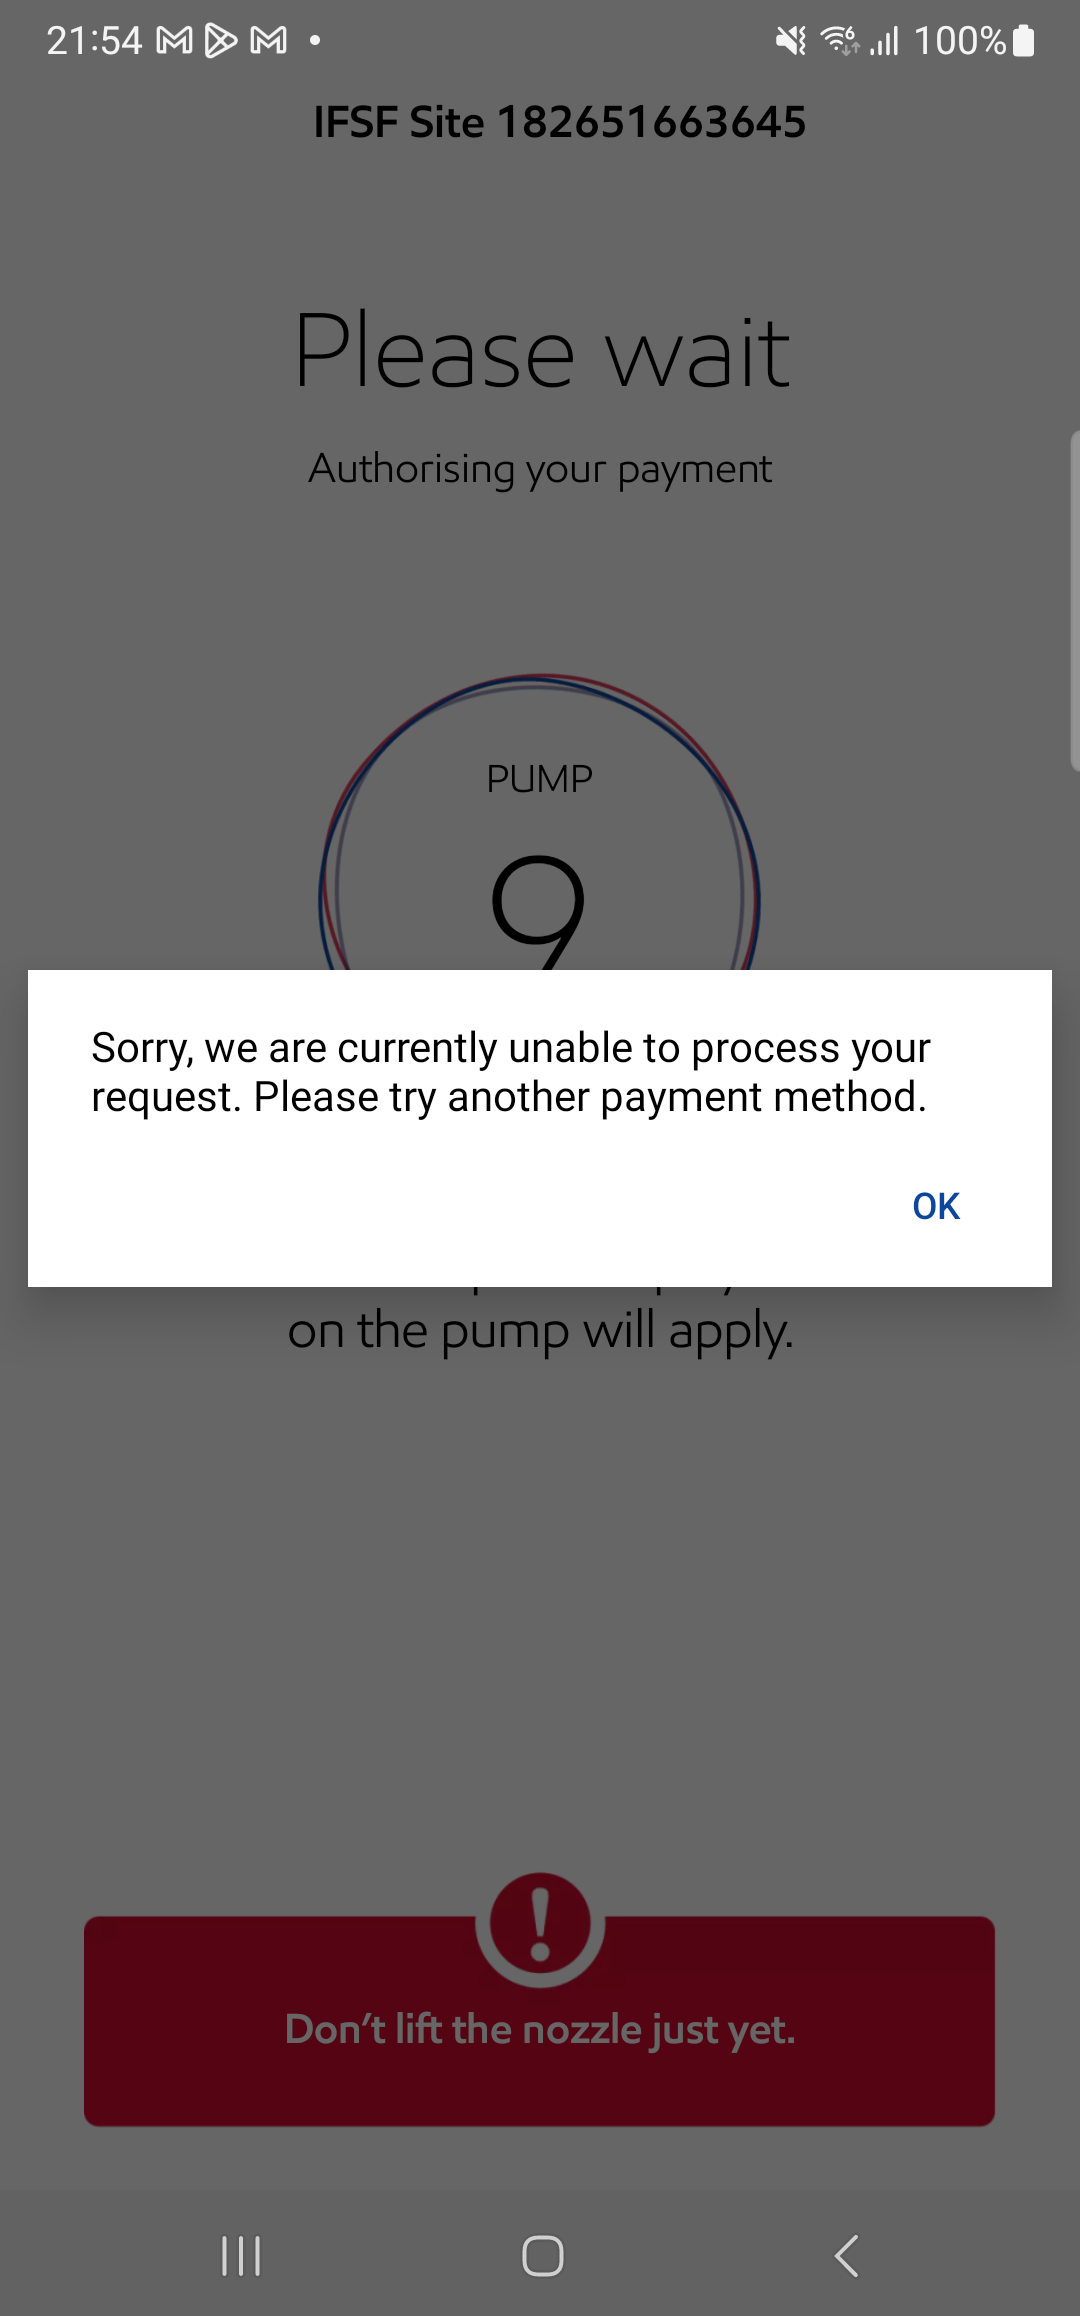 21:54
100%
IFSF Site 182651663645
Please wait
Authorising your payment
PUMP
9
Sorry, we are currently unable to process your
request. Please try another payment method.
OK
on the pump will apply.
Don't lift the nozzle just yet.